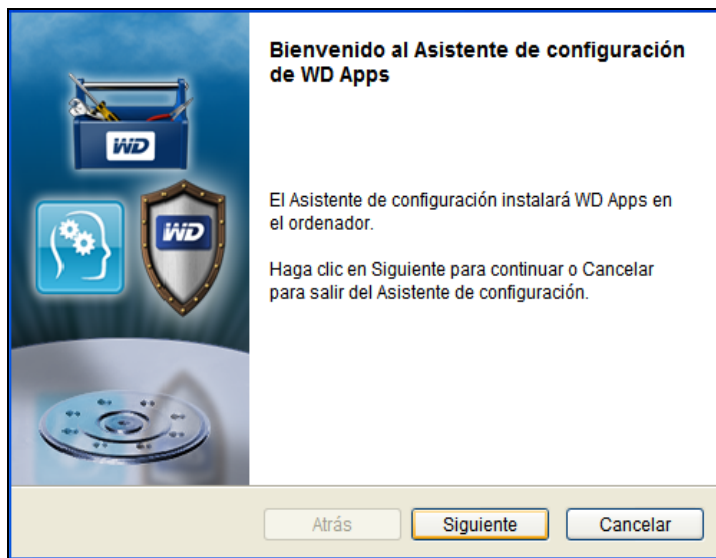 Bienvenido al Asistente de configuración
de WD Apps
WD
WD
El Asistente de configuración instalará WD Apps en
el ordenador.
Haga clic en Siguiente para continuar o Cancelar
para salir del Asistente de configuración.
Atrás
Siguiente
Cancelar